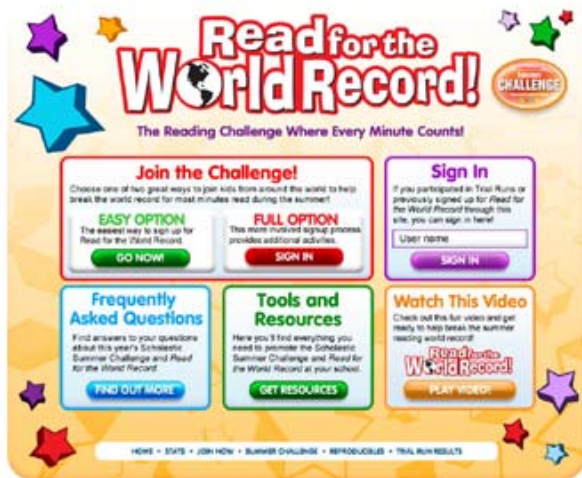 Read for the
World Record!
CHALLENGE
The Reading Challenge Where Every Minute Counts!
Join the Challenge!
Choose one of two great ways to join kids from around the world to help
break the world record for most minutes read during the summer!
EASY OPTION
The easiest way to sign up for
Read for the World Record.
GO NOW!
FULL OPTION
This more involved signup process
provides additional activities.
SIGN IN
Sign In
If you participated in Trial Runs or
previously signed up for Read for
the World Record through this
site, you can sign in here!
User name
SIGN IN
Frequently
Asked Questions
Find answers to your questions
about this year's Scholastic
Summer Challenge and Read
for the World Record.
FIND OUT MORE
Tools and
Resources
Here you'll find everything you
need to promote the Scholastic
Summer Challenge and Read for
the World Record at your school.
GET RESOURCES
Watch This Video
Check out this fun video and get
ready to help break the summer
reading world record!
Read for the
World Record!
PLAY VIDEO!
HOME • STATS • JOIN NOW • SUMMER CHALLENGE • REPRODUCIBLES • TRIAL RUN RESULTS